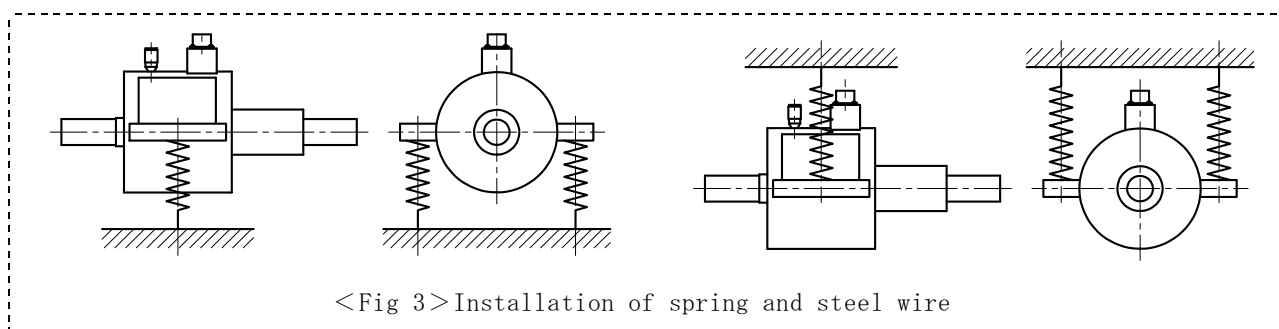 ＜Fig 3＞Installation of spring and steel wire